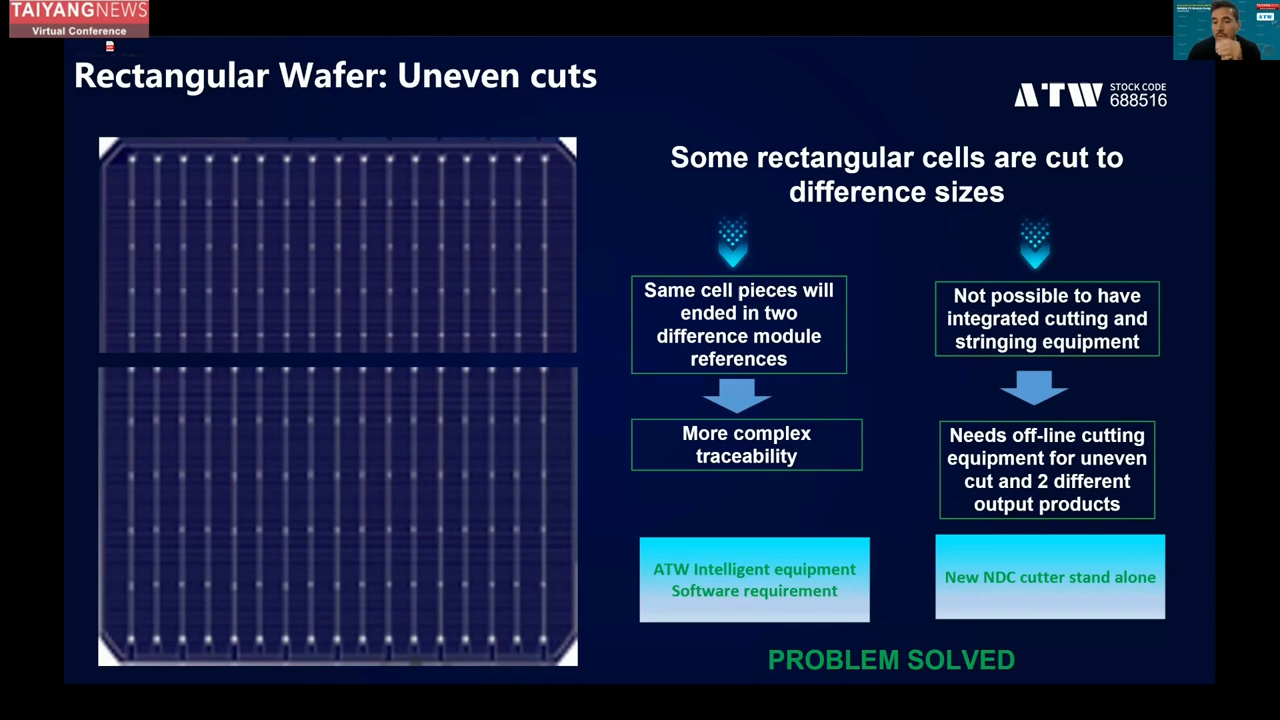 TAIYANGNEWS
Virtual Conference
Rectangular Wafer: Uneven cuts
ATW
STOCK CODE
688516
Some rectangular cells are cut to
difference sizes
Same cell pieces will
ended in two
difference module
references
More complex
traceability
ATW Intelligent equipment
Software requirement
Not possible to have
integrated cutting and
stringing equipment
Needs off-line cutting
equipment for uneven
cut and 2 different
output products
New NDC cutter stand alone
PROBLEM SOLVED